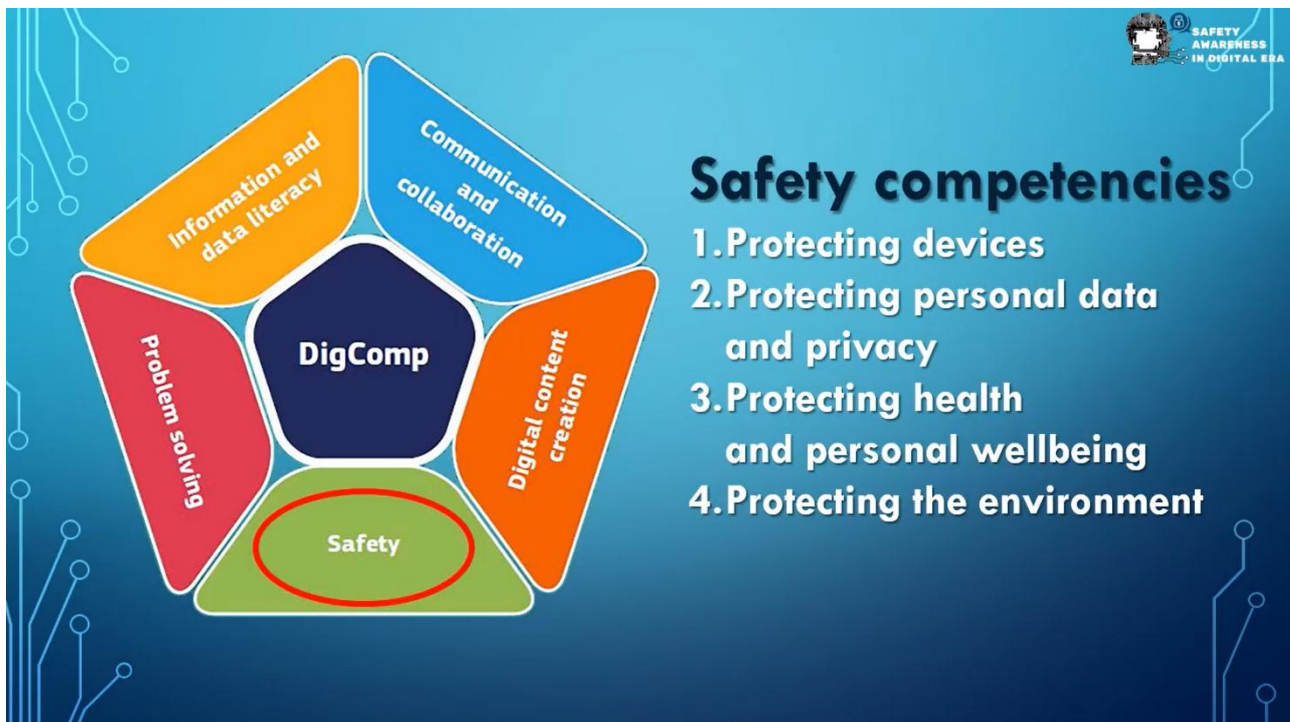 SAFETY
AWARENESS
IN DIGITAL ERA
Information and
data literacy
Communication
and
collaboration
DigComp
Problem solving
Digital content
creation
Safety
Safety competencies
1.Protecting devices
2.Protecting personal data
and privacy
3.Protecting health
and personal wellbeing
4.Protecting the environment